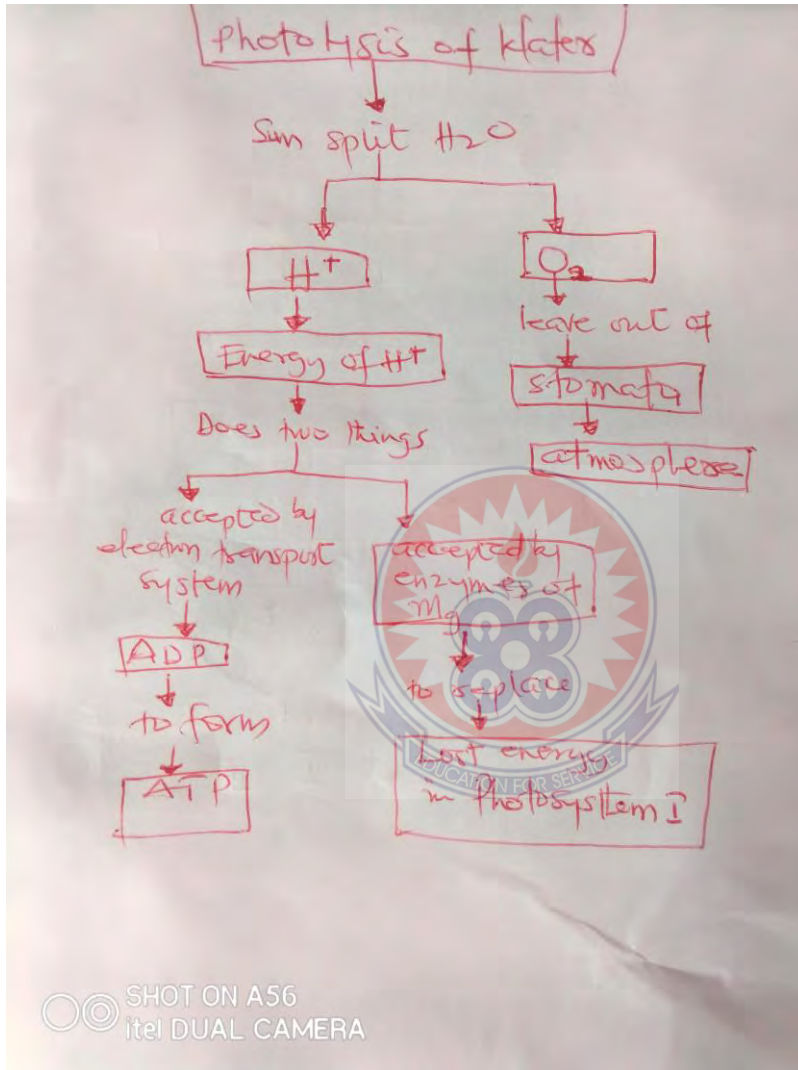 Photolysis of Water
Sun split H2O
H+
O2
Energy of H+
leave out of
stomata
Does two things
atmosphere
accepted by
electron transport
system
accepted by
enzymes of
Mg
ADP
to replace
to form
Lost energy
in Photosystem I
ATP
EDUCATION FOR SERVICE
SHOT ON A56
itel DUAL CAMERA